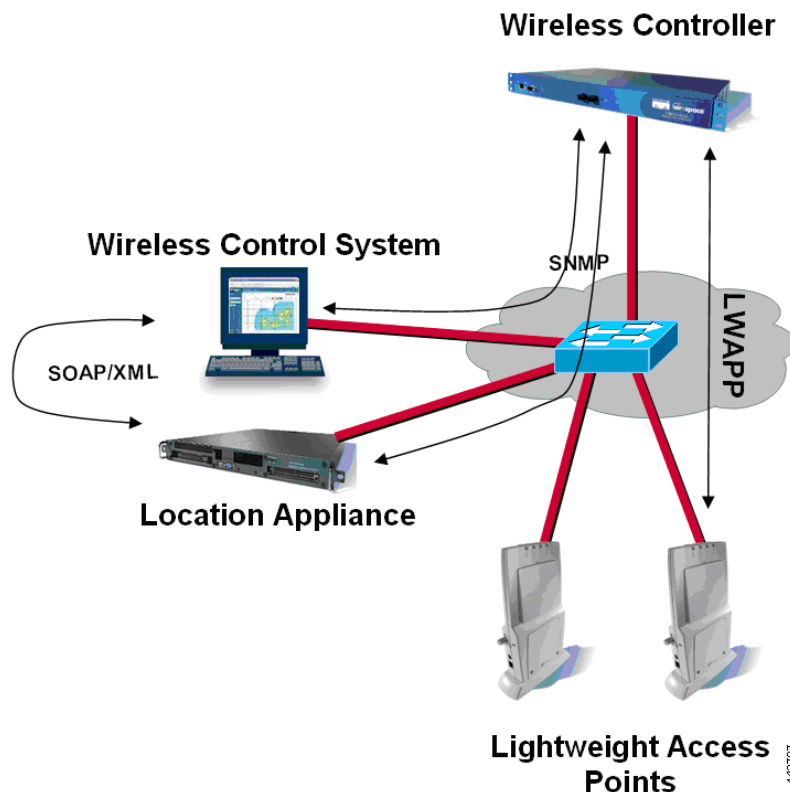 Wireless Controller
Wireless Control System
SNMP
LWAPP
SOAP/XML
Location Appliance
Lightweight Access
Points